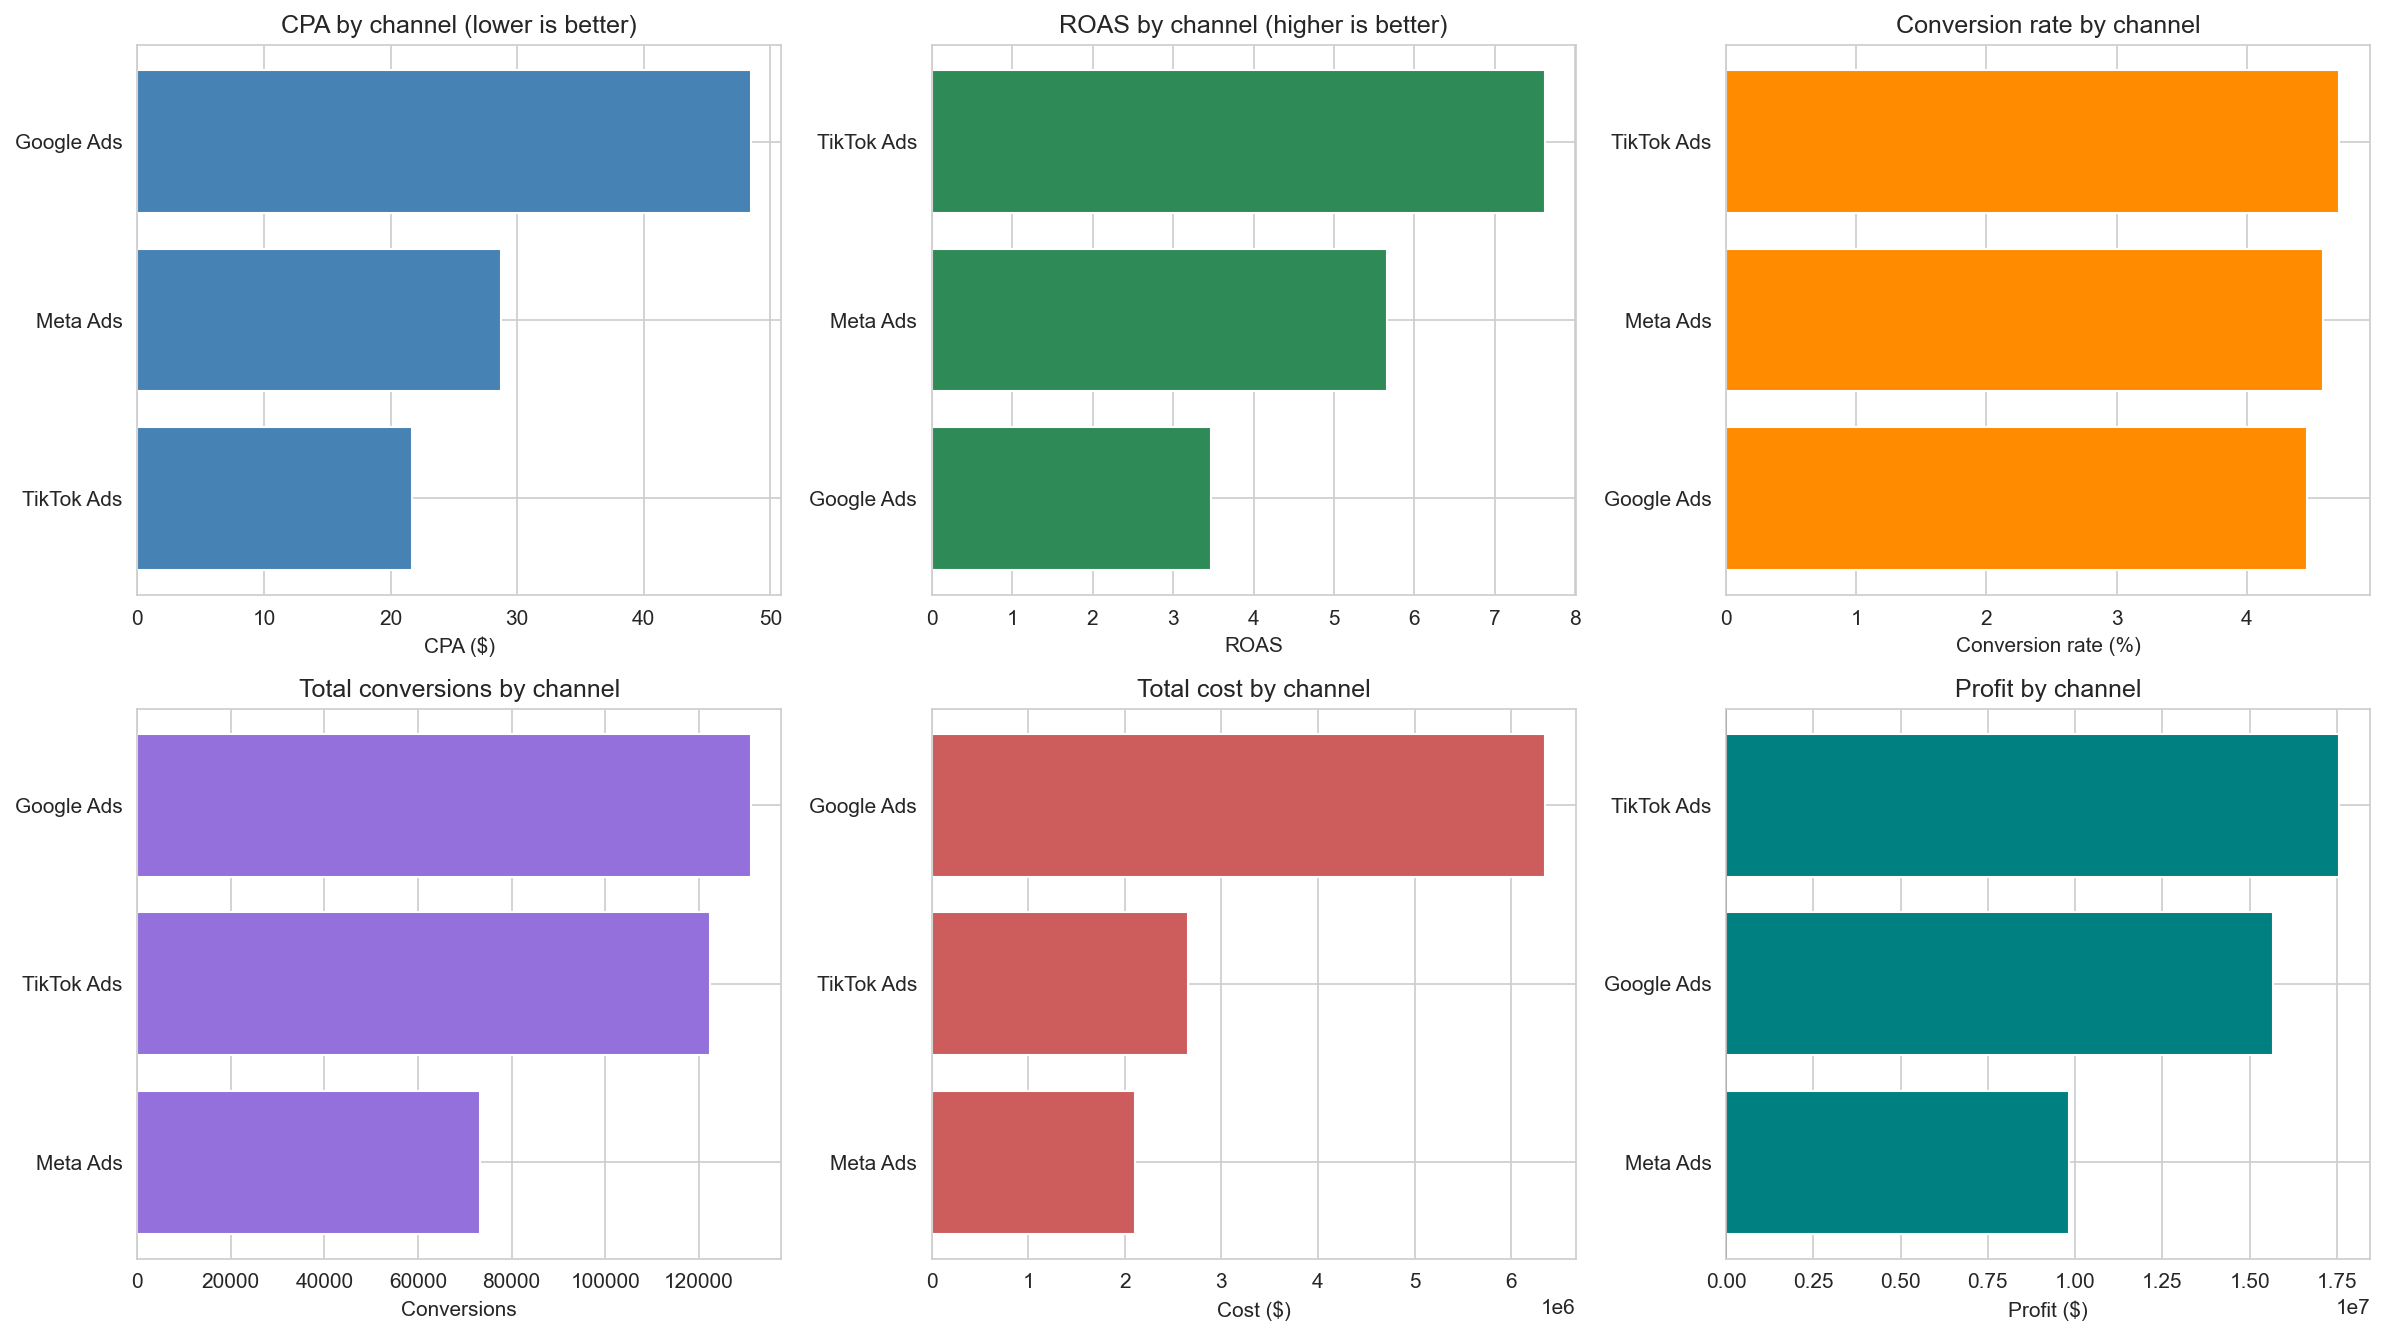 CPA by channel (lower is better)
Google Ads
Meta Ads
TikTok Ads
0 10 20 30 40 50
CPA ($)
ROAS by channel (higher is better)
TikTok Ads
Meta Ads
Google Ads
0 1 2 3 4 5 6 7 8
ROAS
Conversion rate by channel
TikTok Ads
Meta Ads
Google Ads
0 1 2 3 4
Conversion rate (%)
Total conversions by channel
Google Ads
TikTok Ads
Meta Ads
0 20000 40000 60000 80000 100000 120000
Conversions
Total cost by channel
Google Ads
TikTok Ads
Meta Ads
0 1 2 3 4 5 6
1e6
Cost ($)
Profit by channel
TikTok Ads
Google Ads
Meta Ads
0.00 0.25 0.50 0.75 1.00 1.25 1.50 1.75
1e7
Profit ($)